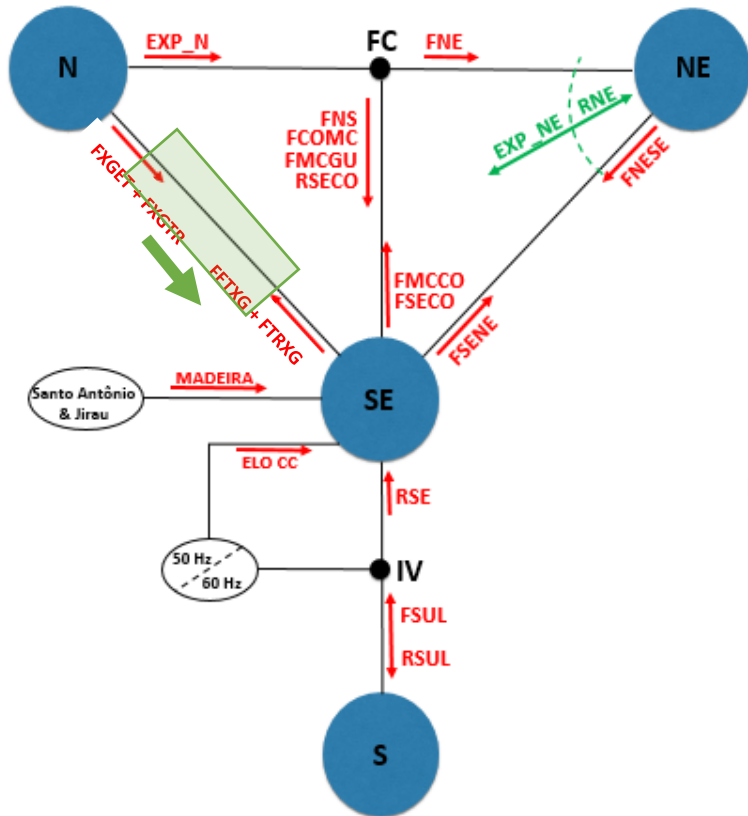 EXP_N
FC
FNE
N
NE
FNS
FCOMC
FMCGU
RSECO
EXP_NE RNE
FNESE
FXGET + FXGTR
FFTXG + FTRXG
FMCCO
FSECO
FSENE
MADEIRA
Santo Antônio
& Jirau
SE
ELO CC
RSE
50 Hz
60 Hz
IV
FSUL
RSUL
S